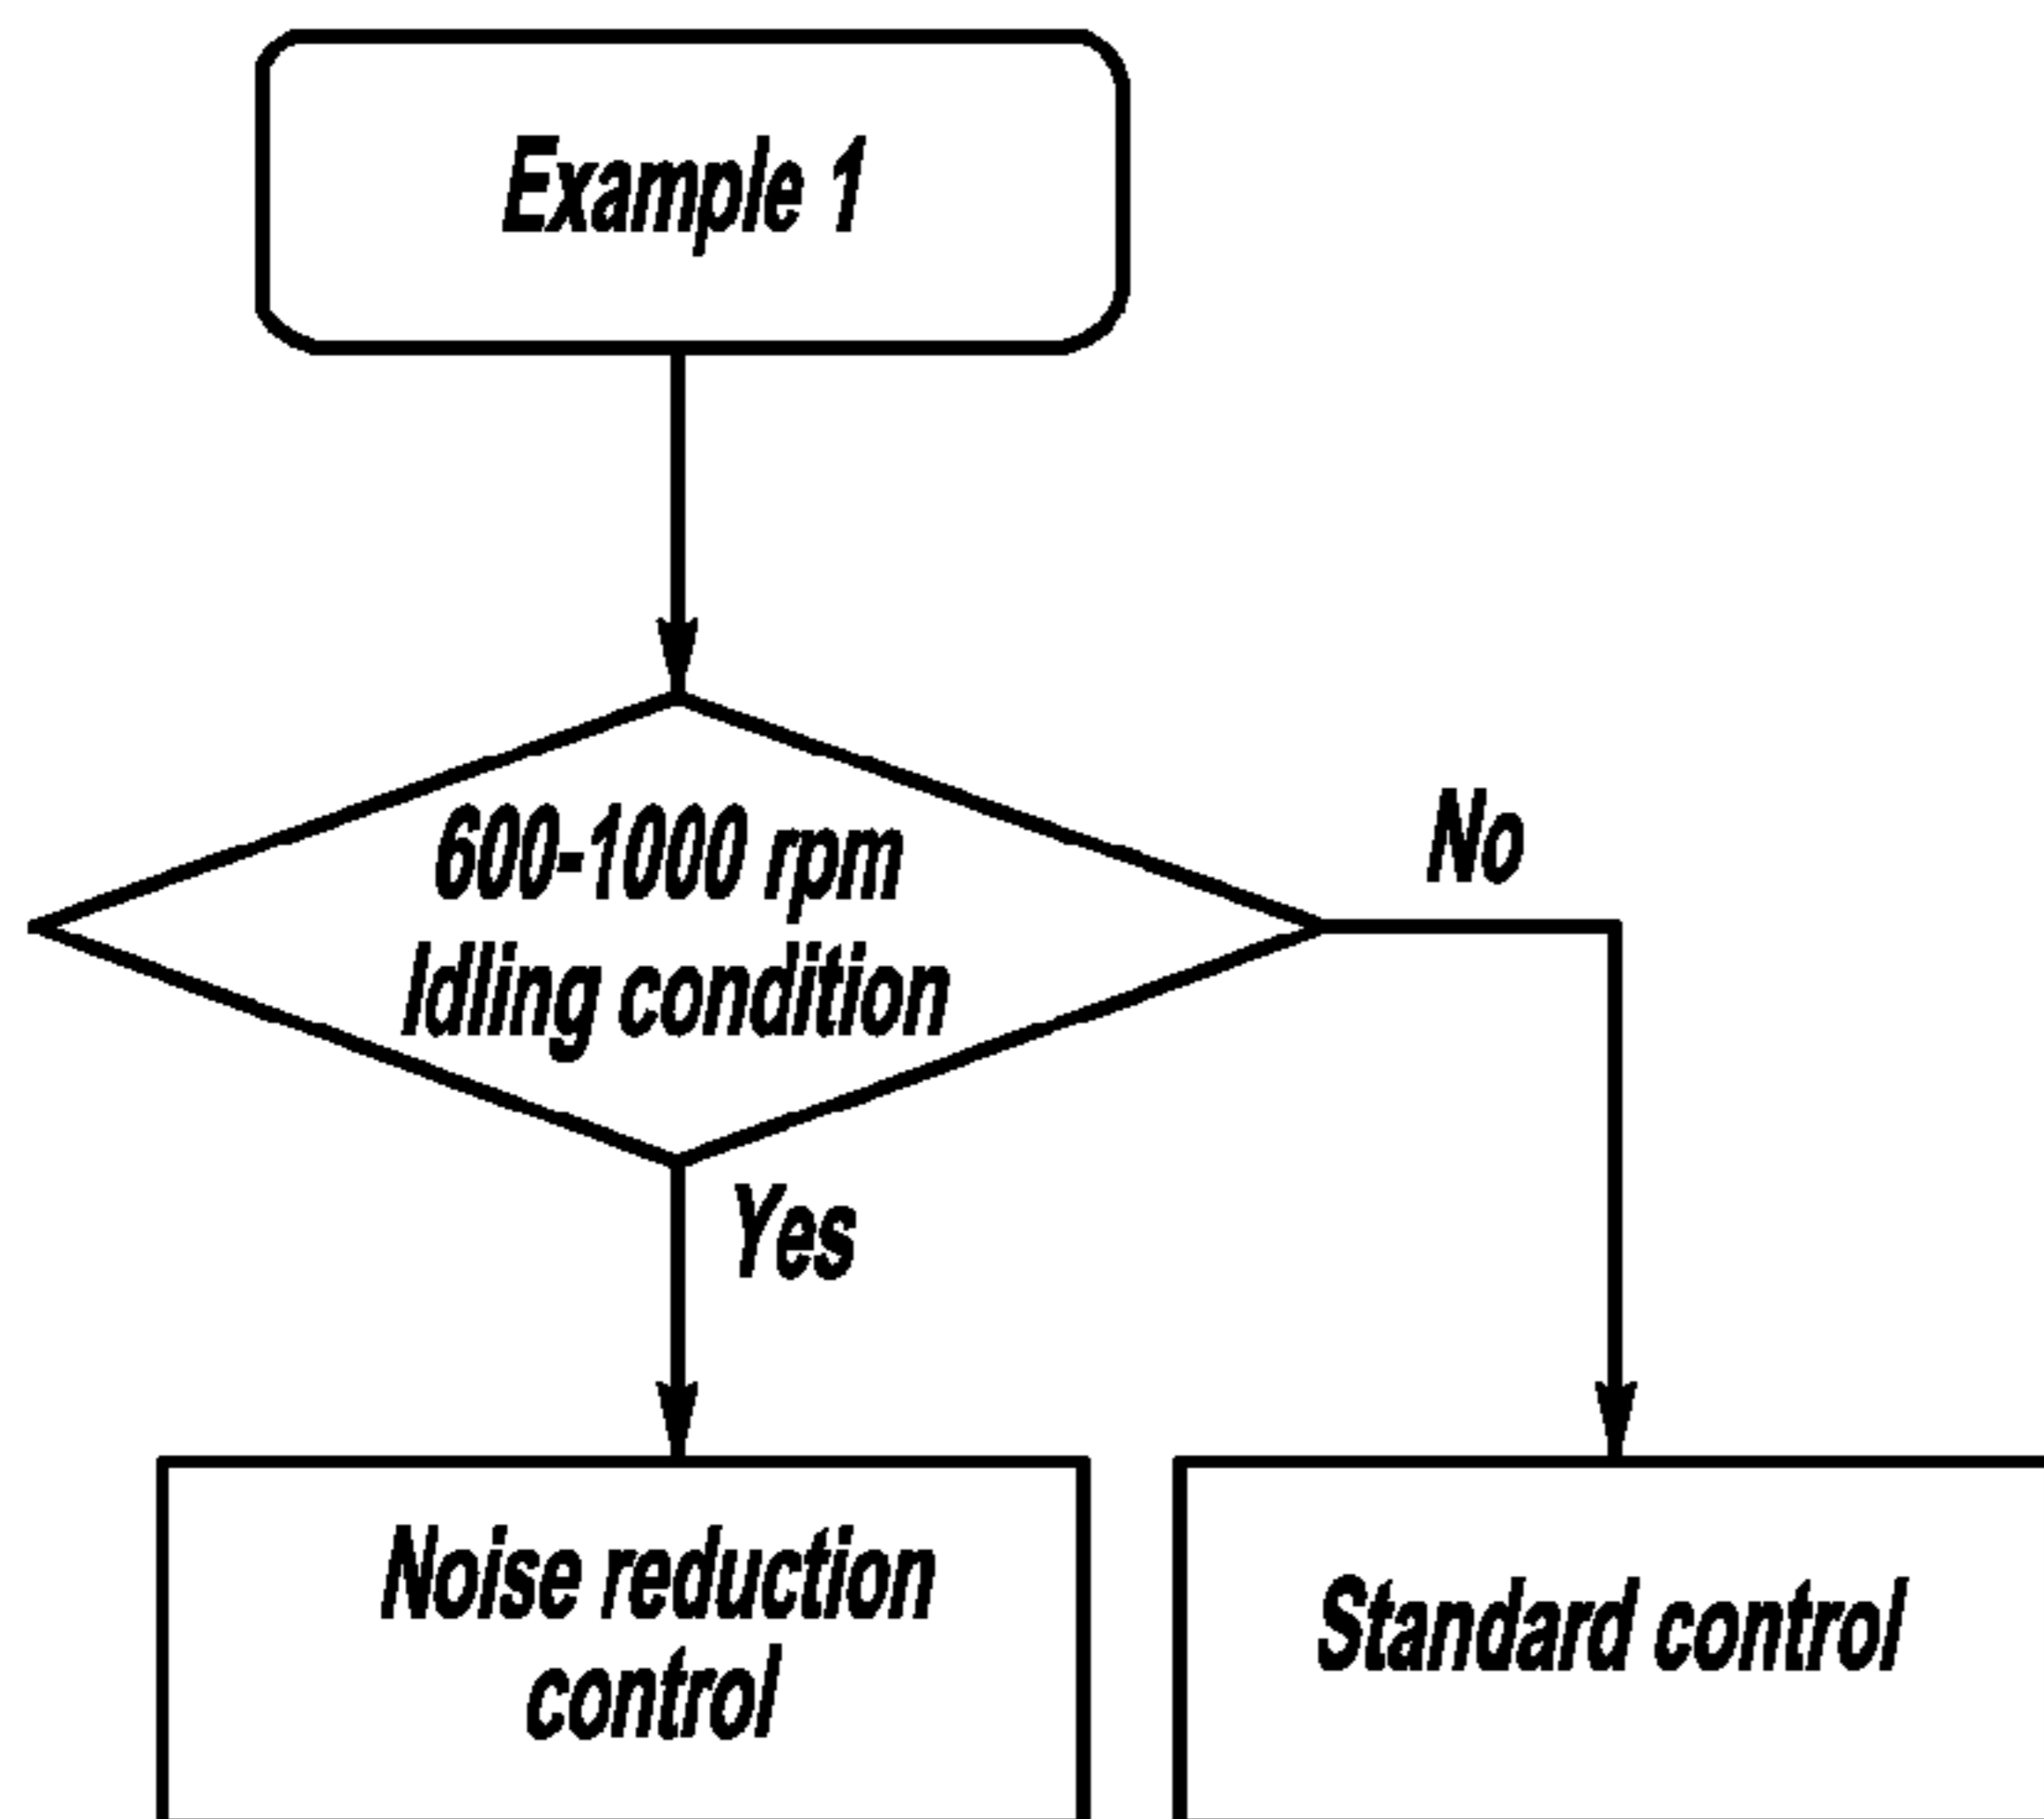 Example 1
600-1000 rpm
Idling condition
No
Yes
Noise reduction
control
Standard control